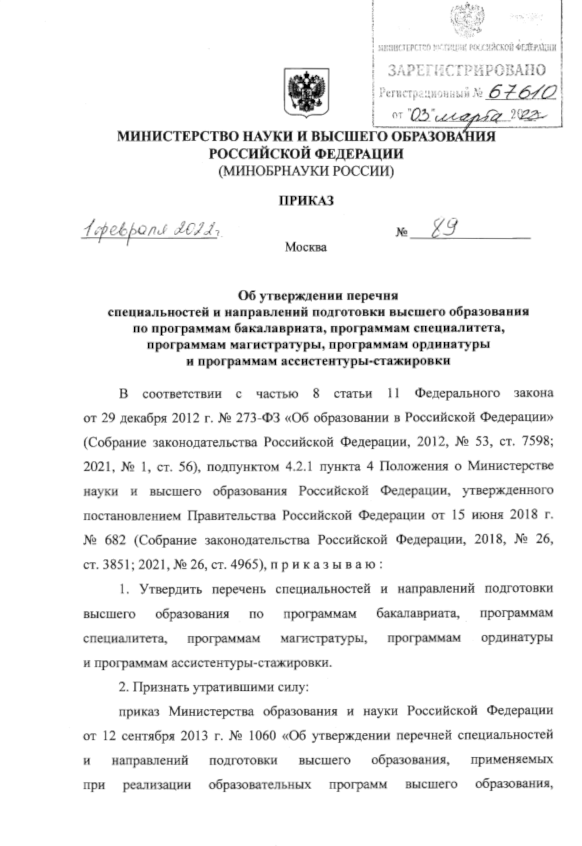 МИНИСТЕРСТВО ЮСТИЦИИ РОССИЙСКОЙ ФЕДЕРАЦИИ
ЗАРЕГИСТРИРОВАНО
Регистрационный № 67610
от "03" марта 2022
МИНИСТЕРСТВО НАУКИ И ВЫСШЕГО ОБРАЗОВАНИЯ
РОССИЙСКОЙ ФЕДЕРАЦИИ
(МИНОБРНАУКИ РОССИИ)
ПРИКАЗ
1 февраля 2022 г. № 89
Москва
Об утверждении перечня
специальностей и направлений подготовки высшего образования
по программам бакалавриата, программам специалитета,
программам магистратуры, программам ординатуры
и программам ассистентуры-стажировки
В соответствии с частью 8 статьи 11 Федерального закона
от 29 декабря 2012 г. № 273-ФЗ «Об образовании в Российской Федерации»
(Собрание законодательства Российской Федерации, 2012, № 53, ст. 7598;
2021, № 1, ст. 56), подпунктом 4.2.1 пункта 4 Положения о Министерстве
науки и высшего образования Российской Федерации, утвержденного
постановлением Правительства Российской Федерации от 15 июня 2018 г.
№ 682 (Собрание законодательства Российской Федерации, 2018, № 26,
ст. 3851; 2021, № 26, ст. 4965), п р и к а з ы в а ю :
1. Утвердить перечень специальностей и направлений подготовки
высшего образования по программам бакалавриата, программам
специалитета, программам магистратуры, программам ординатуры
и программам ассистентуры-стажировки.
2. Признать утратившими силу:
приказ Министерства образования и науки Российской Федерации
от 12 сентября 2013 г. № 1060 «Об утверждении перечней специальностей
и направлений подготовки высшего образования, применяемых
при реализации образовательных программ высшего образования,